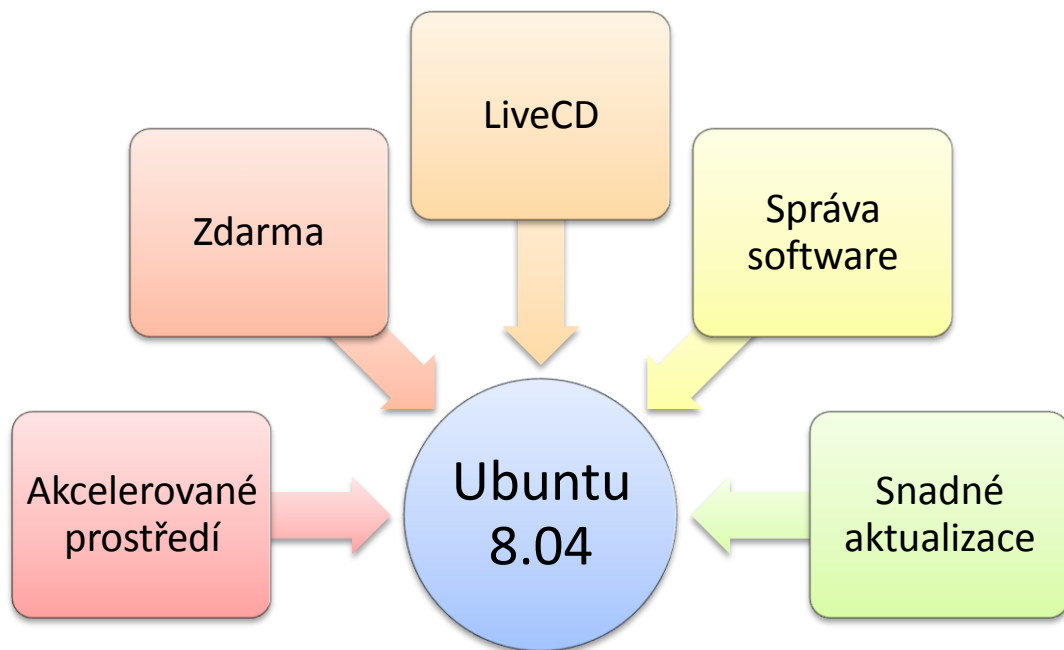 LiveCD
Zdarma
Správa
software
Akcelerované
prostředí
Ubuntu
8.04
Snadné
aktualizace